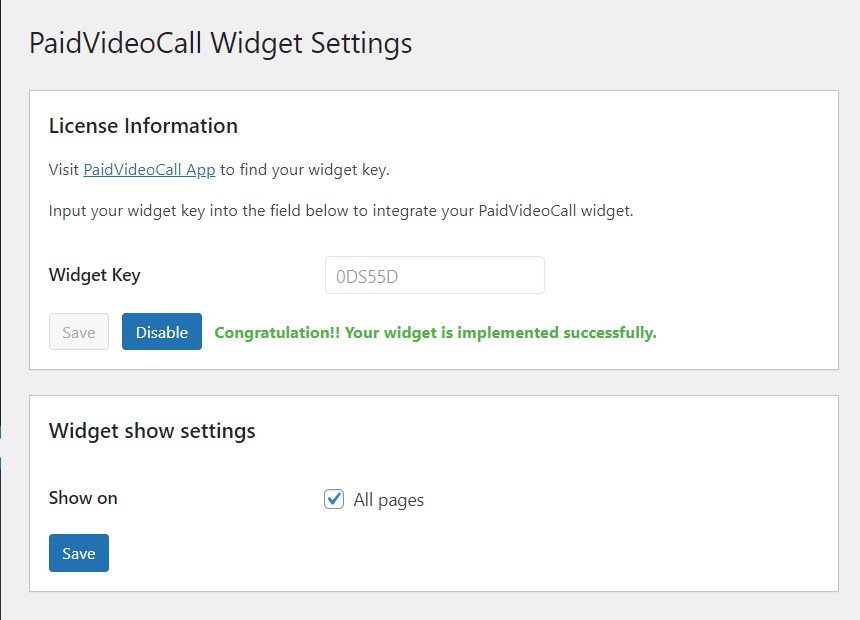 PaidVideoCall Widget Settings
License Information
Visit PaidVideoCall App to find your widget key.
Input your widget key into the field below to integrate your PaidVideoCall widget.
Widget Key 0DS55D
Save Disable Congratulation!! Your widget is implemented successfully.
Widget show settings
Show on All pages
Save